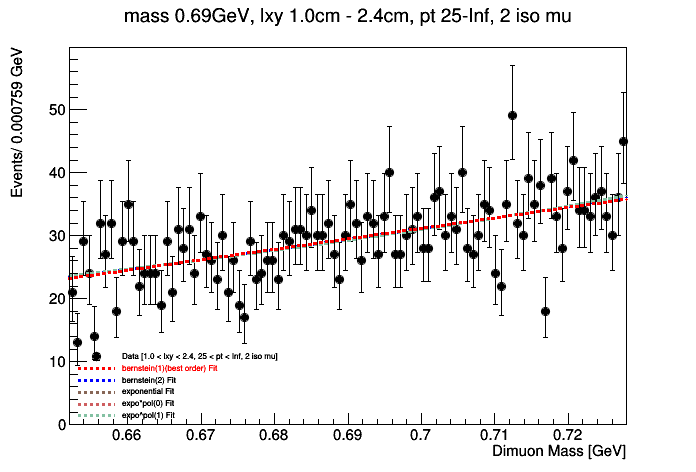 mass 0.69GeV, lxy 1.0cm - 2.4cm, pt 25-Inf, 2 iso mu
Events/ 0.000759 GeV
50
40
30
20
10
0
Data [1.0 < lxy < 2.4, 25 < pt < Inf, 2 iso mu]
bernstein(1)(best order) Fit
bernstein(2) Fit
exponential Fit
expo*pol(0) Fit
expo*pol(1) Fit
0.66 0.67 0.68 0.69 0.7 0.71 0.72
Dimuon Mass [GeV]